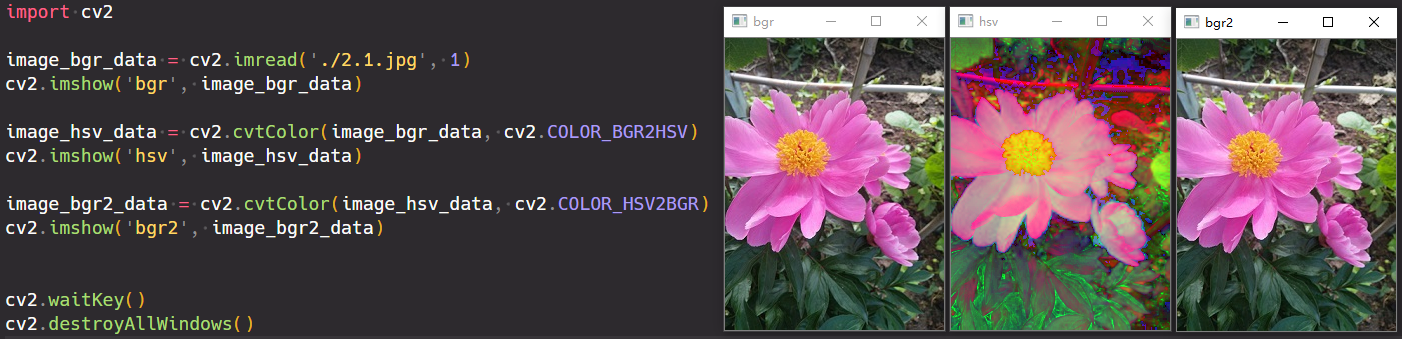 import cv2
image_bgr_data = cv2.imread('./2.1.jpg', 1)
cv2.imshow('bgr', image_bgr_data)
image_hsv_data = cv2.cvtColor(image_bgr_data, cv2.COLOR_BGR2HSV)
cv2.imshow('hsv', image_hsv_data)
image_bgr2_data = cv2.cvtColor(image_hsv_data, cv2.COLOR_HSV2BGR)
cv2.imshow('bgr2', image_bgr2_data)
cv2.waitKey()
cv2.destroyAllWindows()
bgr
hsv
bgr2